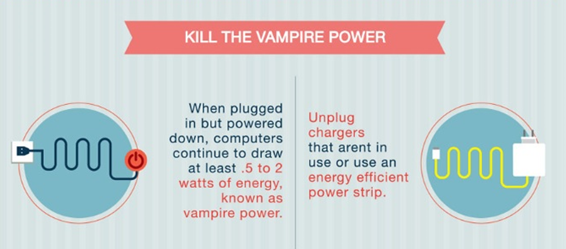 KILL THE VAMPIRE POWER
When plugged
in but powered
down, computers
continue to draw
at least .5 to 2
watts of energy,
known as
vampire power.
Unplug
chargers
that arent in
use or use an
energy efficient
power strip.